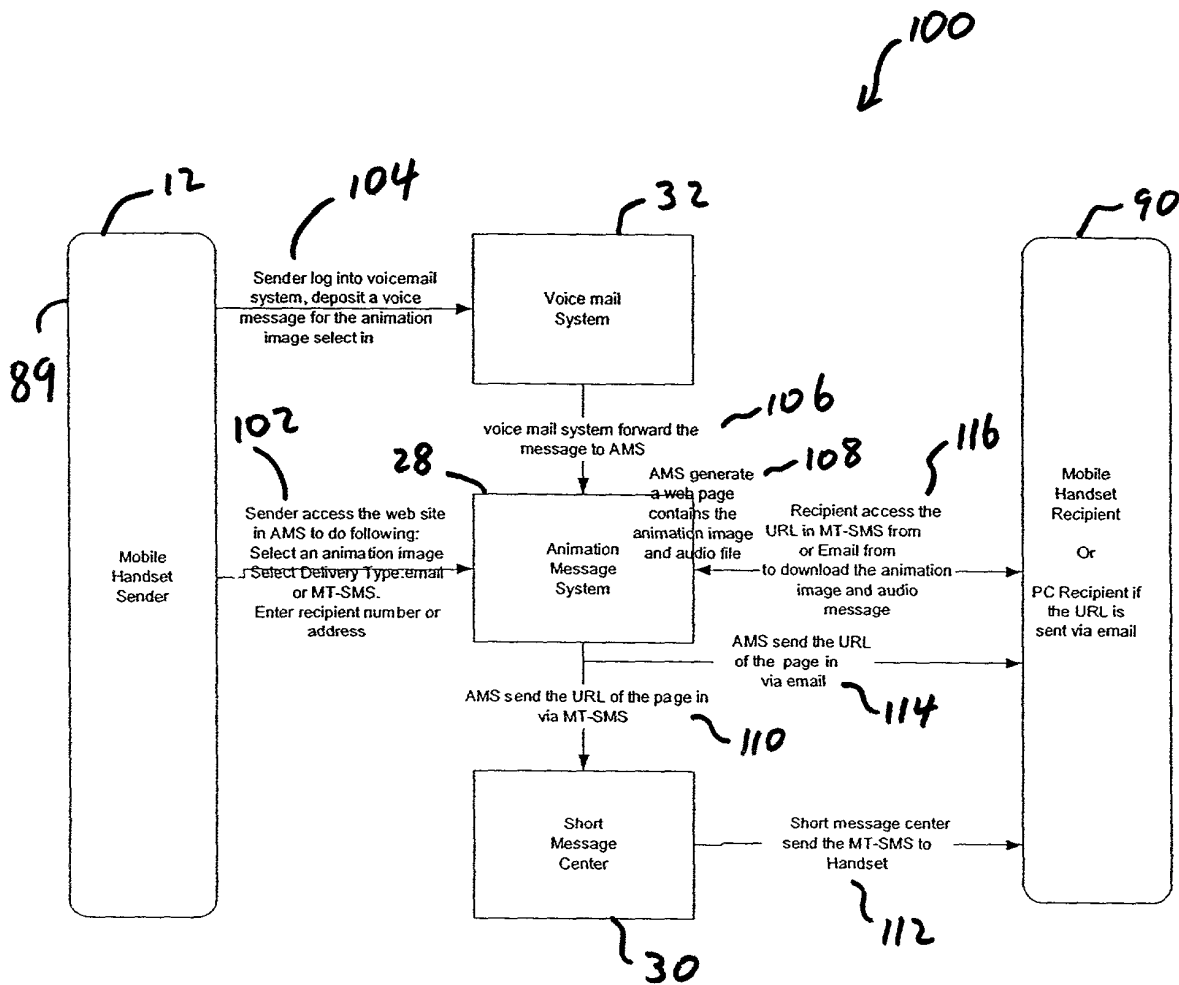 100
12
104
32
90
Sender log into voicemail
system, deposit a voice
message for the animation
image select in
Voice mail
System
89
102
voice mail system forward the
message to AMS
106
28
108
116
Sender access the web site
in AMS to do following:
Select an animation image
Select Delivery Type:email
or MT-SMS.
Enter recipient number or
address
Mobile
Handset
Sender
Animation
Message
System
AMS generate
a web page
contains the
animation image
and audio file
Recipient access the
URL in MT-SMS from
or Email from
to download the animation
image and audio
message
Mobile
Handset
Recipient
Or
PC Recipient if
the URL is
sent via email
AMS send the URL
of the page in
via email
114
AMS send the URL of the page in
via MT-SMS
110
Short
Message
Center
Short message center
send the MT-SMS to
Handset
112
30